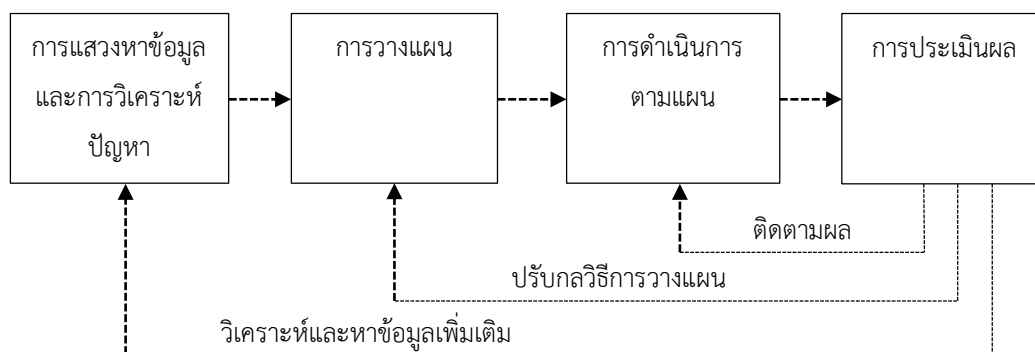 การแสวงหาข้อมูล
และการวิเคราะห์
ปัญหา
การวางแผน
การดำเนินการ
ตามแผน
การประเมินผล
ติดตามผล
ปรับกลวิธีการวางแผน
วิเคราะห์และหาข้อมูลเพิ่มเติม